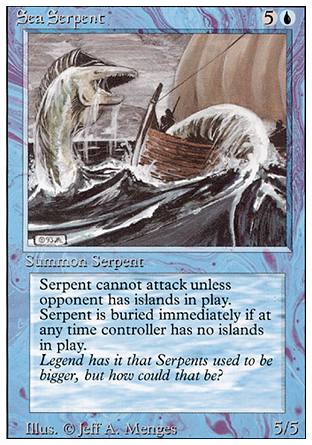 Sea Serpent 5
Summon Serpent
Serpent cannot attack unless
opponent has islands in play.
Serpent is buried immediately if at
any time controller has no islands
in play.
Legend has it that Serpents used to be
bigger, but how could that be?
5/5
Illus. © Jeff A. Menges